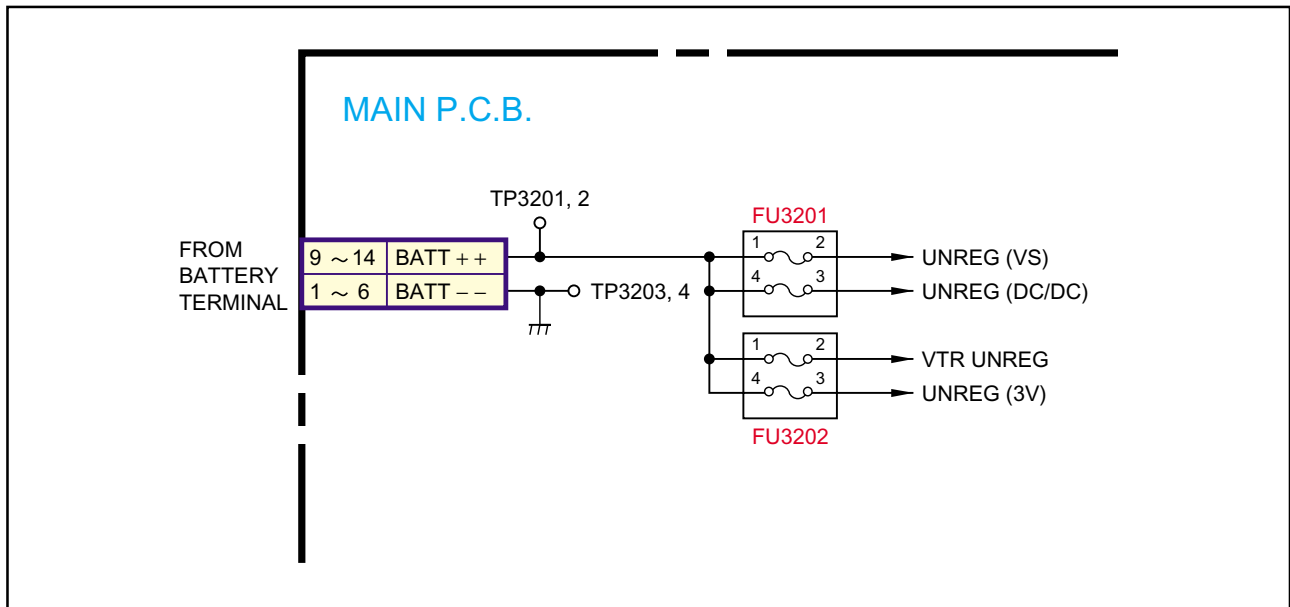 MAIN P.C.B.
TP3201, 2
FROM
BATTERY
TERMINAL
9 ～ 14 BATT + +
1 ～ 6 BATT − −
TP3203, 4
FU3201
1 2
UNREG (VS)
4 3
UNREG (DC/DC)
1 2
VTR UNREG
4 3
UNREG (3V)
FU3202